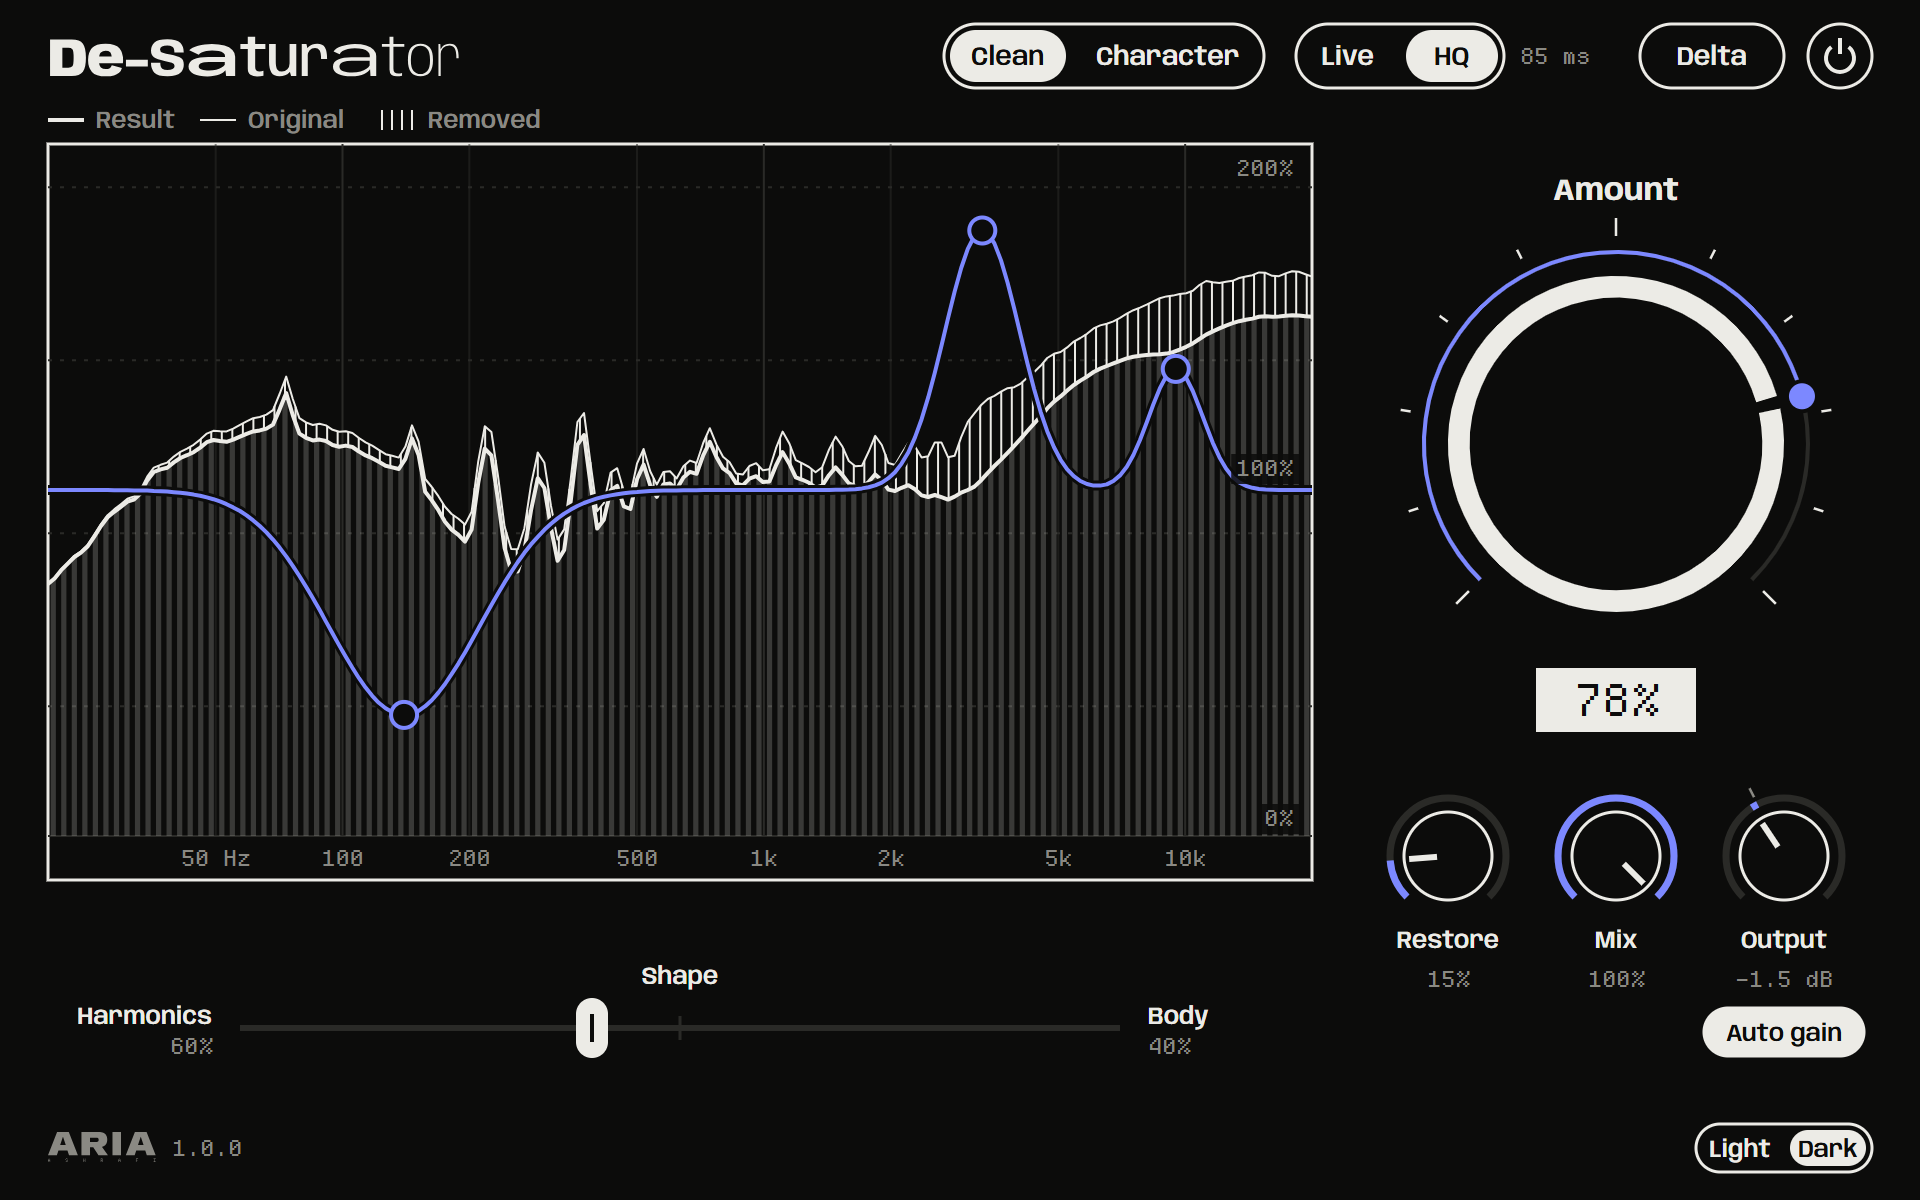 De-Saturator
Clean Character
Live HQ 85 ms
Delta
Result Original Removed
200%
100%
0%
50 Hz 100 200 500 1k 2k 5k 10k
Amount
78%
Restore Mix Output
15% 100% -1.5 dB
Shape
Harmonics Body
60% 40%
Auto gain
ARIA 1.0.0
Light Dark